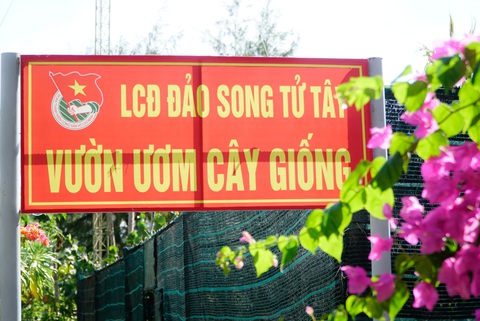 LCĐ ĐẢO SONG TỬ TÂY
VƯỜN ƯƠM CÂY GIỐNG